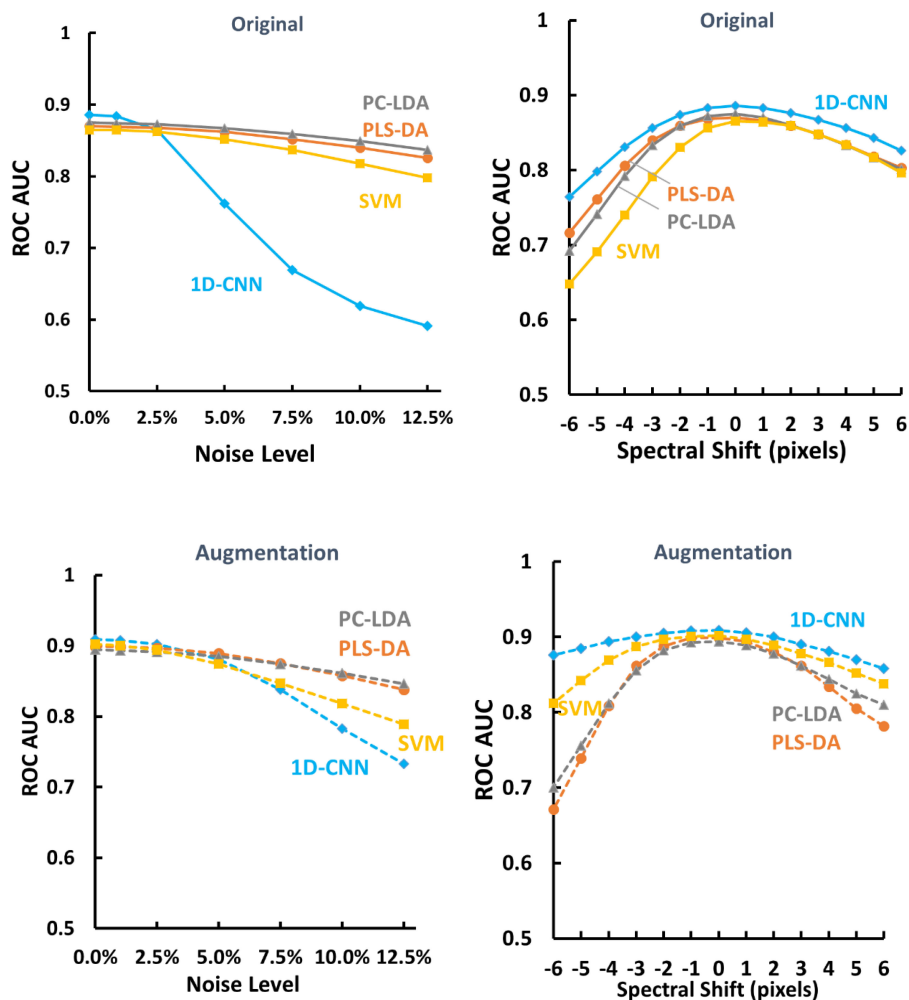 Original
1
0.9
0.8
0.7
0.6
0.5
ROC AUC
PC-LDA
PLS-DA
SVM
1D-CNN
0.0% 2.5% 5.0% 7.5% 10.0% 12.5%
Noise Level
Original
1
0.9
0.8
0.7
0.6
0.5
ROC AUC
1D-CNN
PLS-DA
PC-LDA
SVM
-6 -5 -4 -3 -2 -1 0 1 2 3 4 5 6
Spectral Shift (pixels)
Augmentation
1
0.9
0.8
0.7
0.6
0.5
ROC AUC
PC-LDA
PLS-DA
SVM
1D-CNN
0.0% 2.5% 5.0% 7.5% 10.0% 12.5%
Noise Level
Augmentation
1
0.9
0.8
0.7
0.6
0.5
ROC AUC
1D-CNN
SVM
PC-LDA
PLS-DA
-6 -5 -4 -3 -2 -1 0 1 2 3 4 5 6
Spectral Shift (pixels)